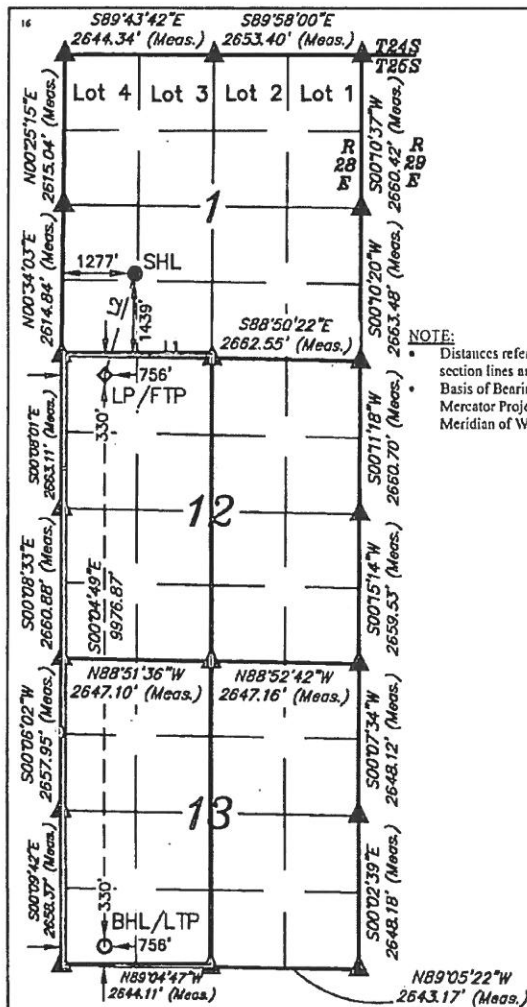 16
S89°43'42"E
2644.34' (Meas.)
S89°58'00"E
2653.40' (Meas.)
T24S
T25S
Lot 4
Lot 3
Lot 2
Lot 1
N00°25'15"E
2615.04' (Meas.)
S00°10'37"W
2660.42' (Meas.)
R
28
E
R
29
E
1
N00°34'03"E
2614.84' (Meas.)
1277'
SHL
L2
1439'
S00°10'20"W
2663.48' (Meas.)
S88°50'22"E
2662.55' (Meas.)
L1
NOTE:
• Distances refe
section lines a
• Basis of Beari
Mercator Proje
Meridian of W
756'
LP/FTP
330'
S00°08'01"E
2663.11' (Meas.)
S00°11'18"W
2660.70' (Meas.)
12
S00°08'33"E
2660.88' (Meas.)
S00°04'49"E
9976.87'
S00°15'14"W
2659.53' (Meas.)
N88°51'36"W
2647.10' (Meas.)
N88°52'42"W
2647.16' (Meas.)
S00°06'02"W
2657.95' (Meas.)
S00°07'34"W
2648.12' (Meas.)
13
S00°09'42"E
2658.37' (Meas.)
330'
BHL/LTP
756'
S00°02'39"E
2648.18' (Meas.)
N89°04'47"W
2644.11' (Meas.)
N89°05'22"W
2643.17' (Meas.)